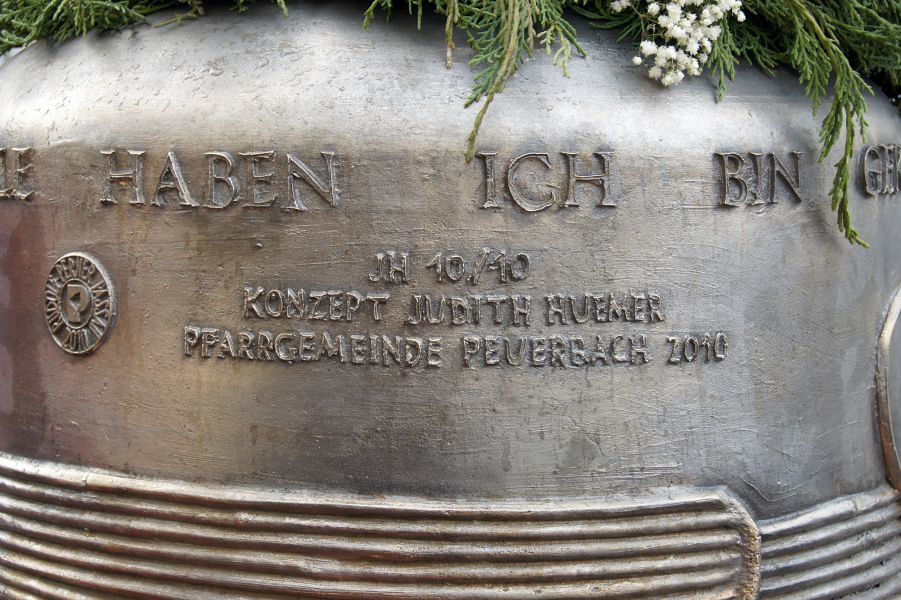 HABEN ICH BIN
JH 10/10
KONZEPT JUDITH HUEMER
PFARRGEMEINDE PEUERBACH 2010